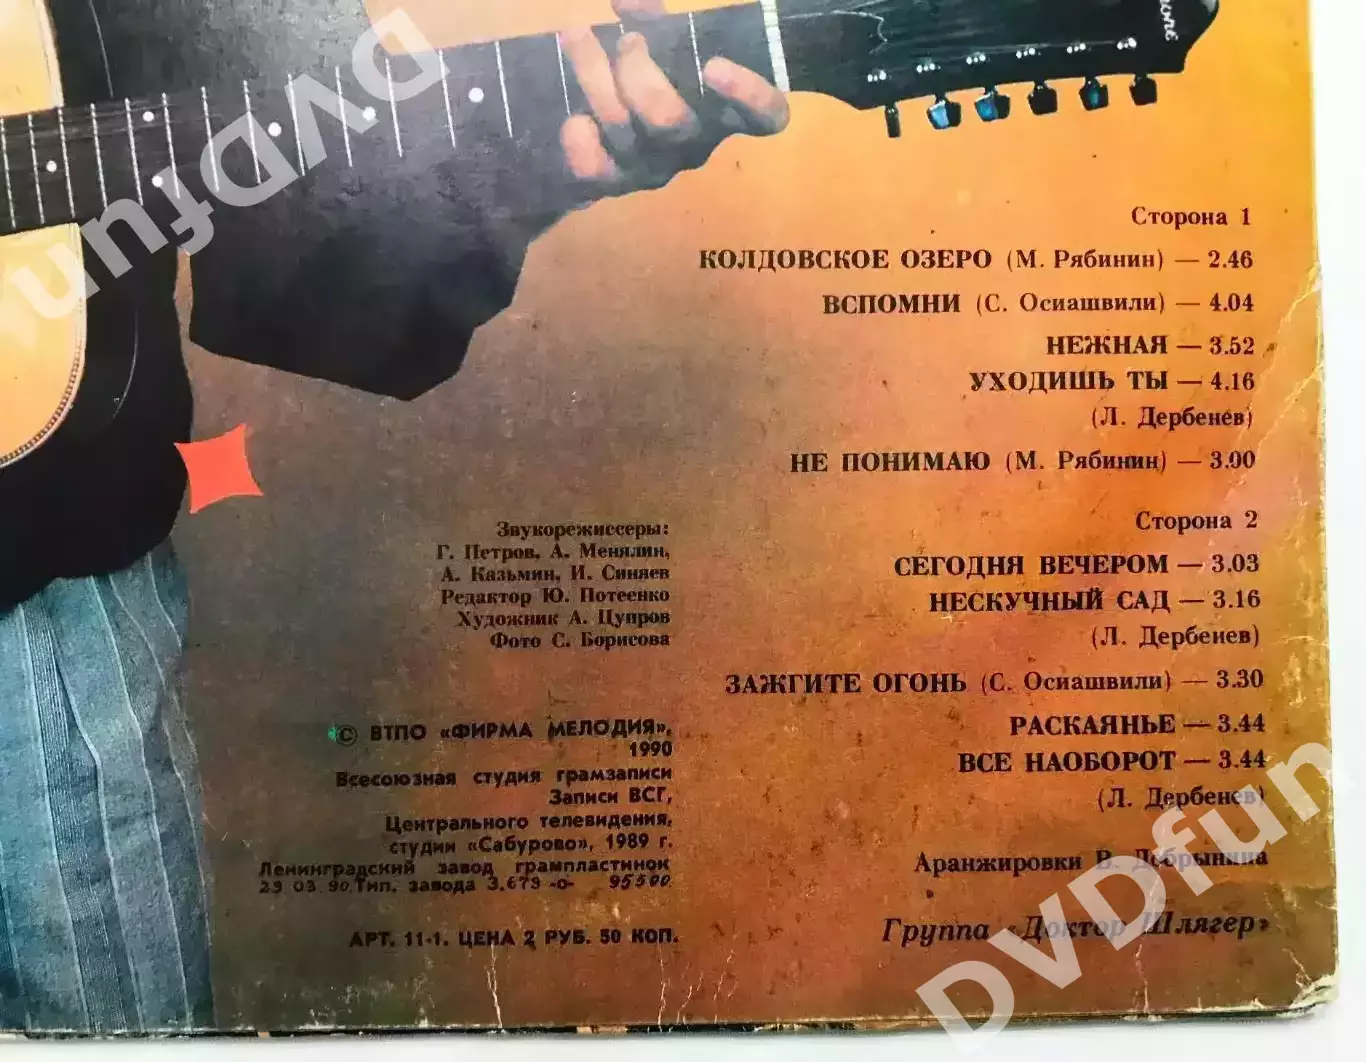 DVDfun
Сторона 1
КОЛДОВСКОЕ ОЗЕРО (М. Рябинин) — 2.46
ВСПОМНИ (С. Осиашвили) — 4.04
НЕЖНАЯ — 3.52
УХОДИШЬ ТЫ — 4.16
(Л. Дербенев)
НЕ ПОНИМАЮ (М. Рябинин) — 3.00
Сторона 2
СЕГОДНЯ ВЕЧЕРОМ — 3.03
НЕСКУЧНЫЙ САД — 3.16
(Л. Дербенев)
ЗАЖГИТЕ ОГОНЬ (С. Осиашвили) — 3.30
РАСКАЯНЬЕ — 3.44
ВСЕ НАОБОРОТ — 3.44
(Л. Дербенев)
Аранжировки В. Добрынина
Группа «Доктор Шлягер»
Звукорежиссеры:
Г. Петров, А. Менялин,
А. Казьмин, И. Синяев
Редактор Ю. Потеенко
Художник А. Цупров
Фото С. Борисова
© ВТПО «ФИРМА МЕЛОДИЯ»,
1990
Всесоюзная студия грамзаписи
Записи ВСГ,
Центрального телевидения,
студии «Сабурово», 1989 г.
Ленинградский завод грампластинок
29 03 90. Тип. завода З. 673 -о- 95500
АРТ. 11-1. ЦЕНА 2 РУБ. 50 КОП.
DVDfun